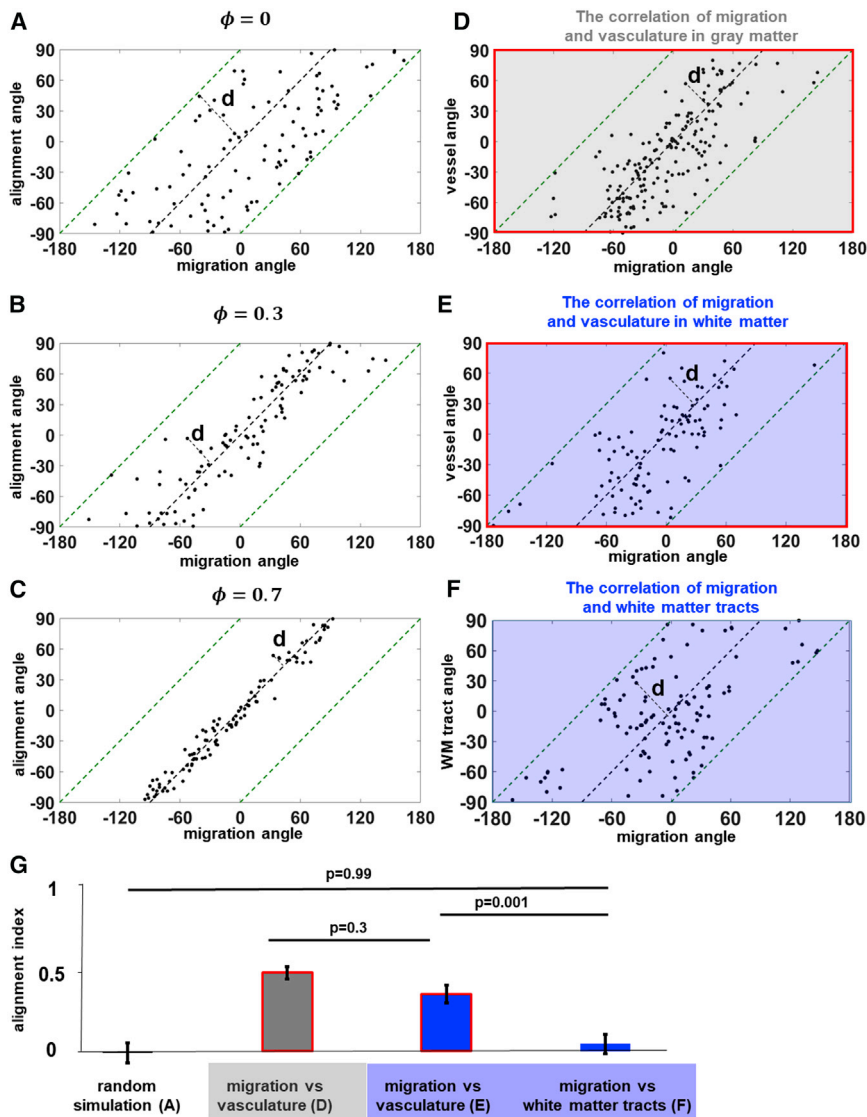 A
ϕ = 0
alignment angle
90
60
30
0
-30
-60
-90
d
-180 -120 -60 0 60 120 180
migration angle
D
The correlation of migration
and vasculature in gray matter
vessel angle
90
60
30
0
-30
-60
-90
d
-180 -120 -60 0 60 120 180
migration angle
B
ϕ = 0.3
alignment angle
90
60
30
0
-30
-60
-90
d
-180 -120 -60 0 60 120 180
migration angle
E
The correlation of migration
and vasculature in white matter
vessel angle
90
60
30
0
-30
-60
-90
d
-180 -120 -60 0 60 120 180
migration angle
C
ϕ = 0.7
alignment angle
90
60
30
0
-30
-60
-90
d
-180 -120 -60 0 60 120 180
migration angle
F
The correlation of migration
and white matter tracts
WM tract angle
90
60
30
0
-30
-60
-90
d
-180 -120 -60 0 60 120 180
migration angle
G
alignment index
1
0.5
0
p=0.99
p=0.001
p=0.3
random
simulation (A)
migration vs
vasculature (D)
migration vs
vasculature (E)
migration vs
white matter tracts (F)